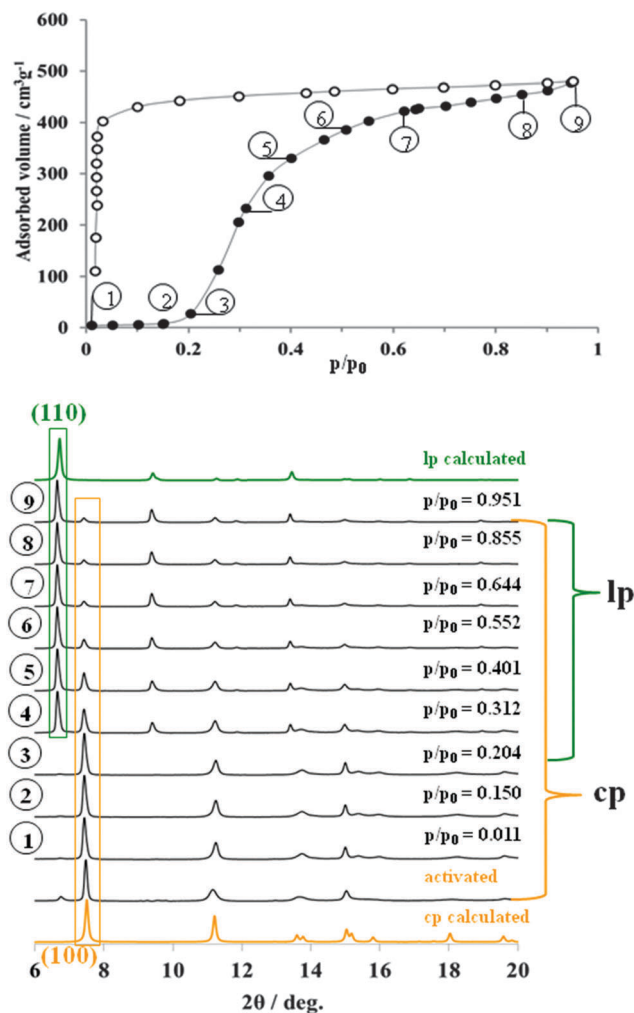 600
500
400
300
200
100
0
Adsorbed volume / cm³g⁻¹
1
2
3
4
5
6
7
8
9
0
0.2
0.4
0.6
0.8
1
p/p₀
(110)
lp calculated
9 p/p₀ = 0.951
8 p/p₀ = 0.855
7 p/p₀ = 0.644
6 p/p₀ = 0.552
5 p/p₀ = 0.401
4 p/p₀ = 0.312
3 p/p₀ = 0.204
2 p/p₀ = 0.150
1 p/p₀ = 0.011
activated
cp calculated
lp
cp
(100)
6 8 10 12 14 16 18 20
2θ / deg.